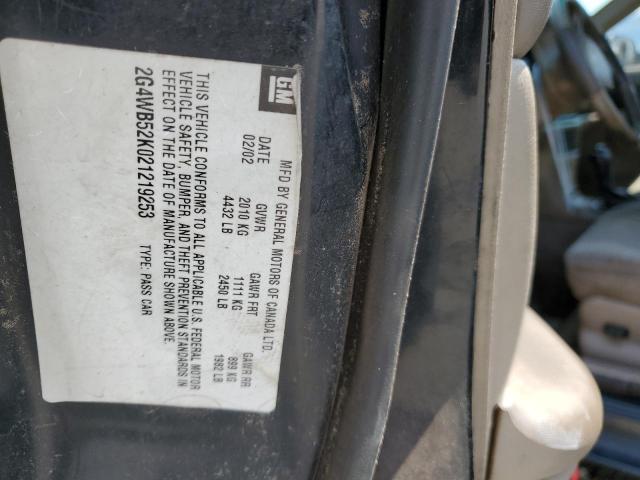 GM
MFD BY GENERAL MOTORS OF CANADA LTD.
DATE GVWR GAWR FRT GAWR RR
02/02 2010 KG 1111 KG 899 KG
4432 LB 2450 LB 1982 LB
THIS VEHICLE CONFORMS TO ALL APPLICABLE U.S. FEDERAL MOTOR
VEHICLE SAFETY, BUMPER, AND THEFT PREVENTION STANDARDS IN
EFFECT ON THE DATE OF MANUFACTURE SHOWN ABOVE.
2G4WB52K021219253 TYPE: PASS CAR